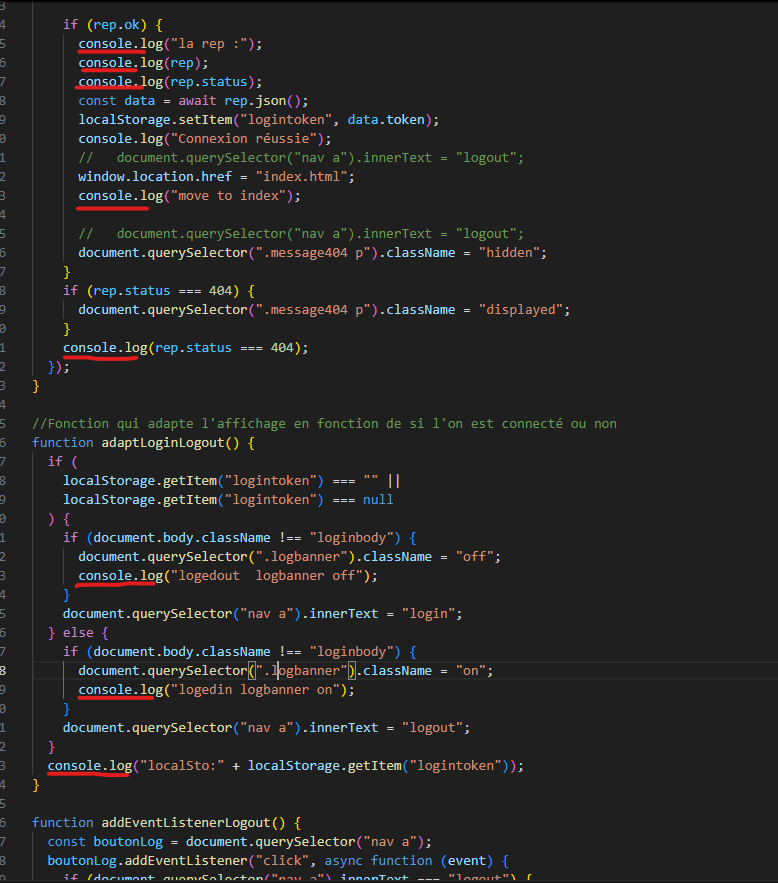 3
4 if (rep.ok) {
5 console.log("la rep :");
6 console.log(rep);
7 console.log(rep.status);
8 const data = await rep.json();
9 localStorage.setItem("logintoken", data.token);
0 console.log("Connexion réussie");
1 //   document.querySelector("nav a").innerText = "logout";
2 window.location.href = "index.html";
3 console.log("move to index");
4
5 //   document.querySelector("nav a").innerText = "logout";
6 document.querySelector(".message404 p").className = "hidden";
7 }
8 if (rep.status === 404) {
9 document.querySelector(".message404 p").className = "displayed";
0 }
1 console.log(rep.status === 404);
2 });
3 }
4
5 //Fonction qui adapte l'affichage en fonction de si l'on est connecté ou non
6 function adaptLoginLogout() {
7 if (
8 localStorage.getItem("logintoken") === "" ||
9 localStorage.getItem("logintoken") === null
0 ) {
1 if (document.body.className !== "loginbody") {
2 document.querySelector(".logbanner").className = "off";
3 console.log("logedout  logbanner off");
4 }
5 document.querySelector("nav a").innerText = "login";
6 } else {
7 if (document.body.className !== "loginbody") {
8 document.querySelector(".logbanner").className = "on";
9 console.log("logedin logbanner on");
0 }
1 document.querySelector("nav a").innerText = "logout";
2 }
3 console.log("localSto:" + localStorage.getItem("logintoken"));
4 }
5
6 function addEventListenerLogout() {
7 const boutonLog = document.querySelector("nav a");
8 boutonLog.addEventListener("click", async function (event) {
9 if (document.querySelector("nav a").innerText === "logout") {